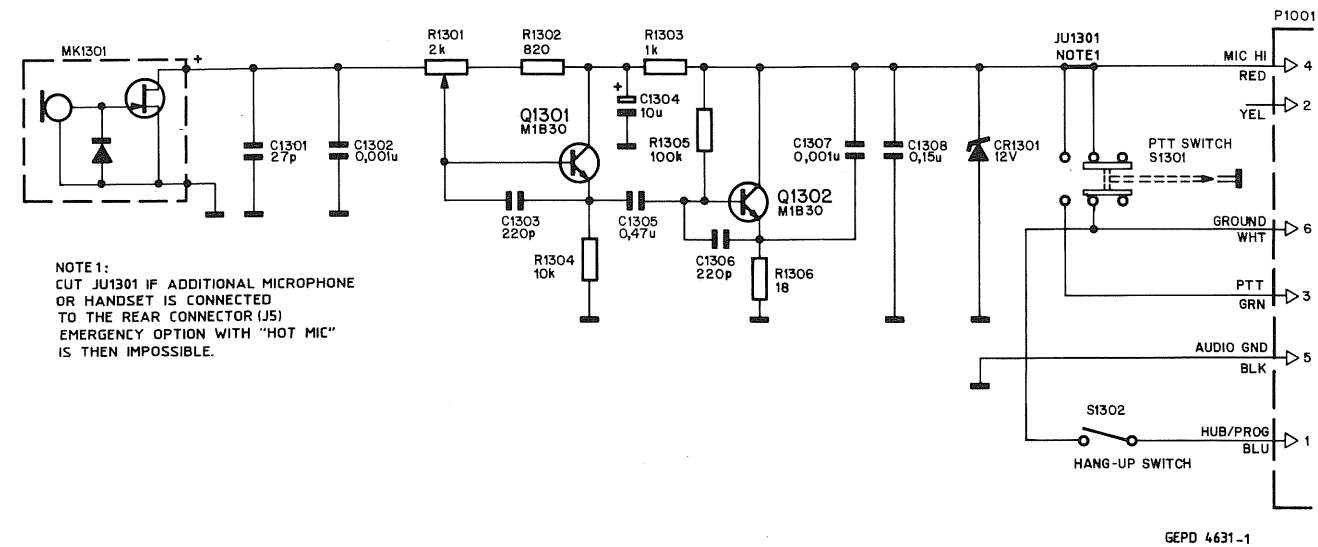 P1001
MK1301
+
R1301
2k
R1302
820
R1303
1k
JU1301
NOTE1
MIC HI
RED
4
2
YEL
+
C1304
10u
Q1301
M1B30
C1301
27p
C1302
0,001u
R1305
100k
C1307
0,001u
C1308
0,15u
CR1301
12V
PTT SWITCH
S1301
Q1302
M1B30
C1303
220p
C1305
0,47u
GROUND
WHT
6
R1304
10k
C1306
220p
R1306
18
PTT
GRN
3
NOTE1:
CUT JU1301 IF ADDITIONAL MICROPHONE
OR HANDSET IS CONNECTED
TO THE REAR CONNECTOR (J5)
EMERGENCY OPTION WITH "HOT MIC"
IS THEN IMPOSSIBLE.
AUDIO GND
BLK
5
S1302
HUB/PROG
BLU
1
HANG-UP SWITCH
GEPD 4631-1